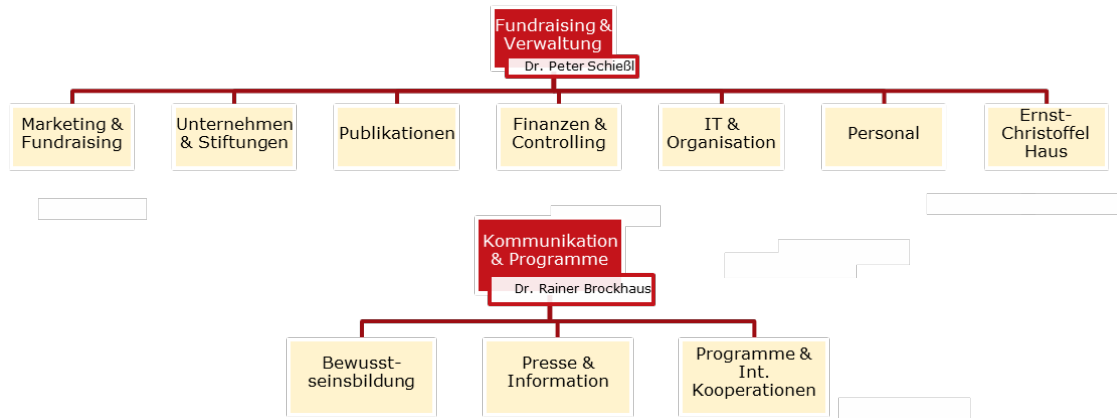 Fundraising &
Verwaltung
Dr. Peter Schießl
Marketing &
Fundraising
Unternehmen
& Stiftungen
Publikationen
Finanzen &
Controlling
IT &
Organisation
Personal
Ernst-
Christoffel
Haus
Kommunikation
& Programme
Dr. Rainer Brockhaus
Bewusst-
seinsbildung
Presse &
Information
Programme &
Int.
Kooperationen